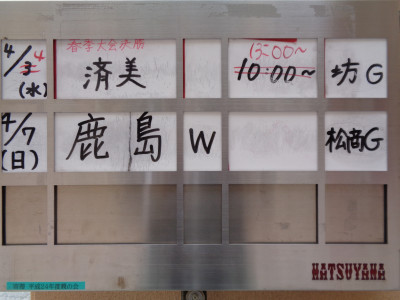 春季大会決勝
4/3 4 (水) 済美 13:00〜 10:00〜 坊G
4/7 (日) 鹿島 W 松商G
MATSUYAMA